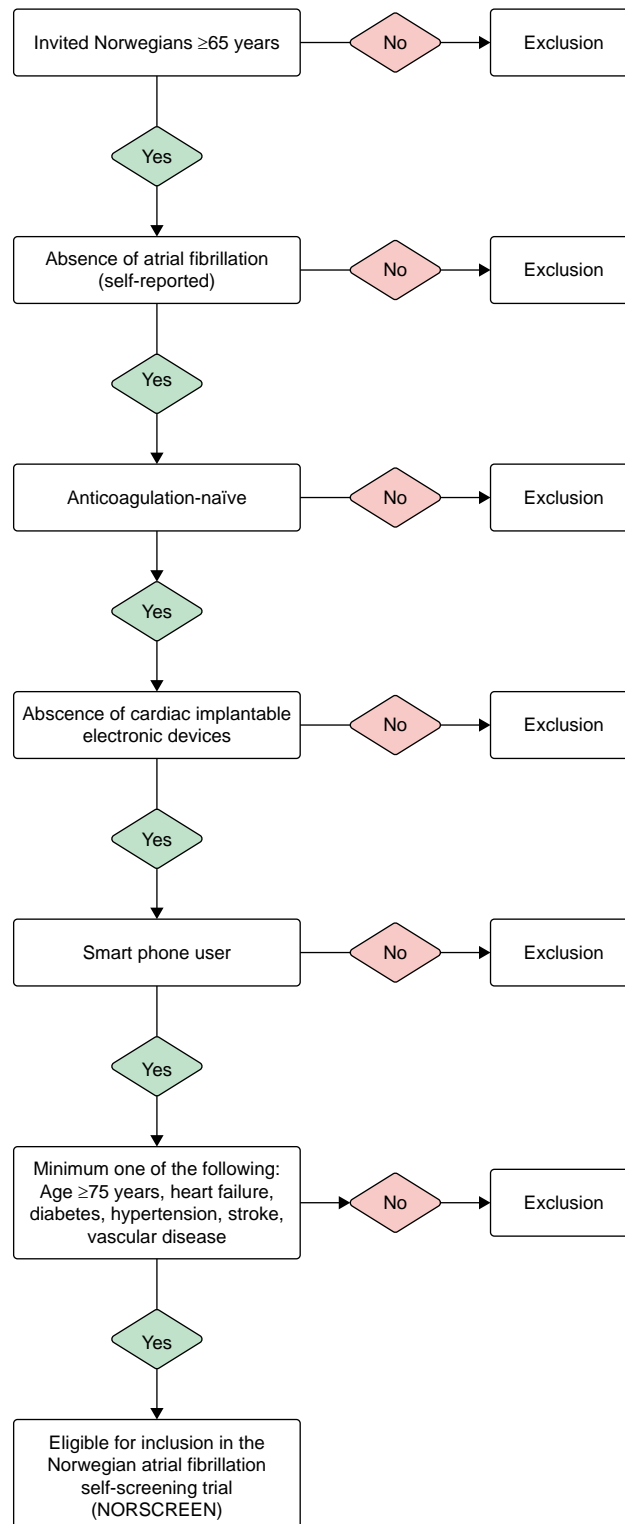 Invited Norwegians ≥65 years
No
Exclusion
Yes
Absence of atrial fibrillation
(self-reported)
No
Exclusion
Yes
Anticoagulation-naïve
No
Exclusion
Yes
Abscence of cardiac implantable
electronic devices
No
Exclusion
Yes
Smart phone user
No
Exclusion
Yes
Minimum one of the following:
Age ≥75 years, heart failure,
diabetes, hypertension, stroke,
vascular disease
No
Exclusion
Yes
Eligible for inclusion in the
Norwegian atrial fibrillation
self-screening trial
(NORSCREEN)